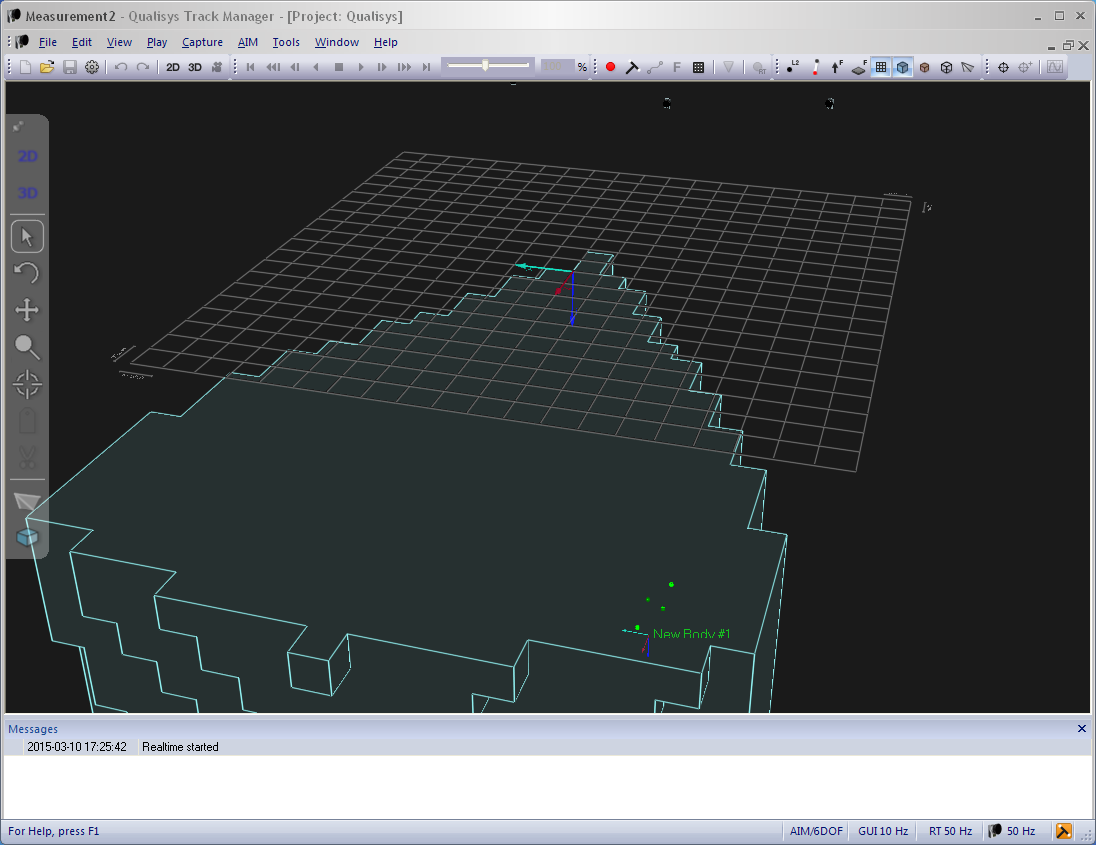 Measurement2 - Qualisys Track Manager - [Project: Qualisys]
File Edit View Play Capture AIM Tools Window Help
2D 3D % F L2 F F RT
2D
3D
New Body #1
Messages
2015-03-10 17:25:42 Realtime started
For Help, press F1 AIM/6DOF GUI 10 Hz RT 50 Hz 50 Hz